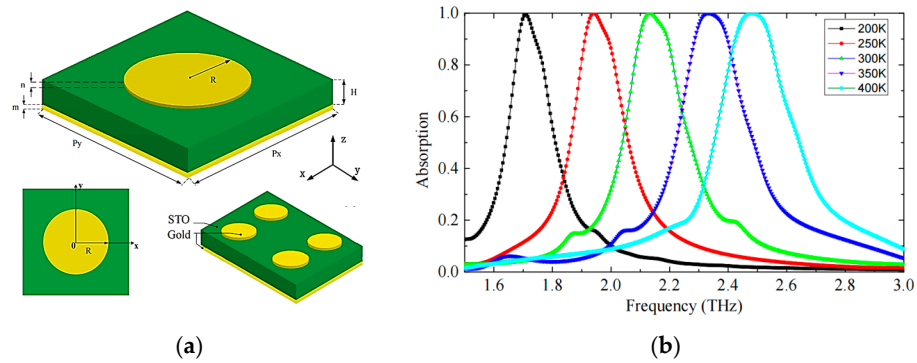 R
n
m
H
Py
Px
z
x
y
y
0
x
R
STO
Gold
(a)
1.0
0.8
0.6
0.4
0.2
0.0
Absorption
200K
250K
300K
350K
400K
1.6
1.8
2.0
2.2
2.4
2.6
2.8
3.0
Frequency (THz)
(b)